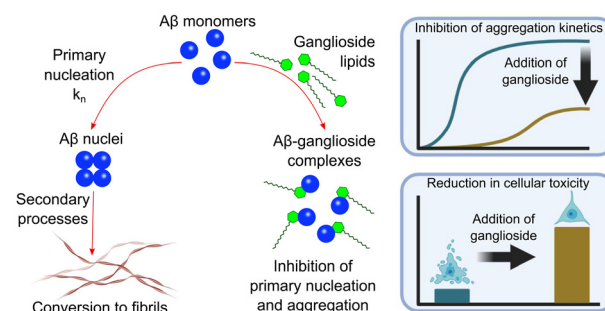 Aβ monomers
Primary
nucleation
kn
Ganglioside
lipids
Aβ nuclei
Secondary
processes
Conversion to fibrils
Aβ-ganglioside
complexes
Inhibition of
primary nucleation
and aggregation
Inhibition of aggregation kinetics
Addition of
ganglioside
Reduction in cellular toxicity
Addition of
ganglioside